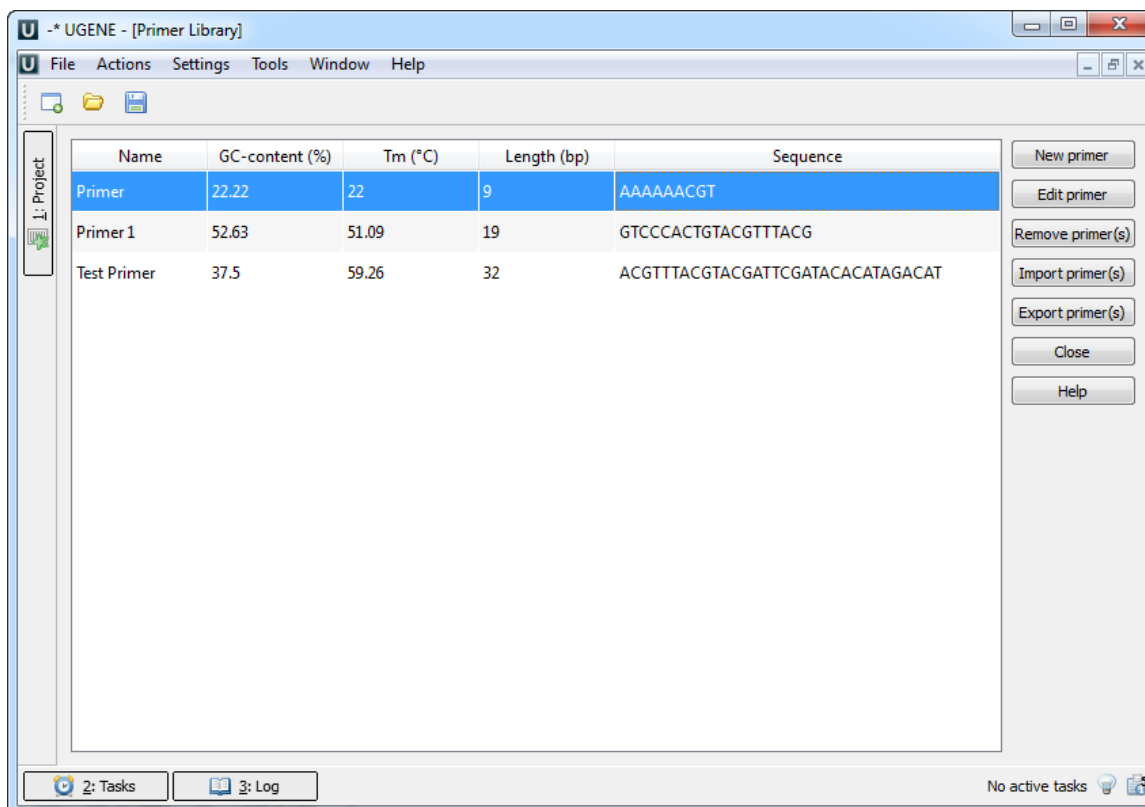 -* UGENE - [Primer Library]
File Actions Settings Tools Window Help
1: Project
Name GC-content (%) Tm (°C) Length (bp) Sequence
Primer 22.22 22 9 AAAAAACGT
Primer 1 52.63 51.09 19 GTCCCACTGTACGTTTACG
Test Primer 37.5 59.26 32 ACGTTTACGTACGATTCGATACACATAGACAT
New primer
Edit primer
Remove primer(s)
Import primer(s)
Export primer(s)
Close
Help
2: Tasks 3: Log No active tasks